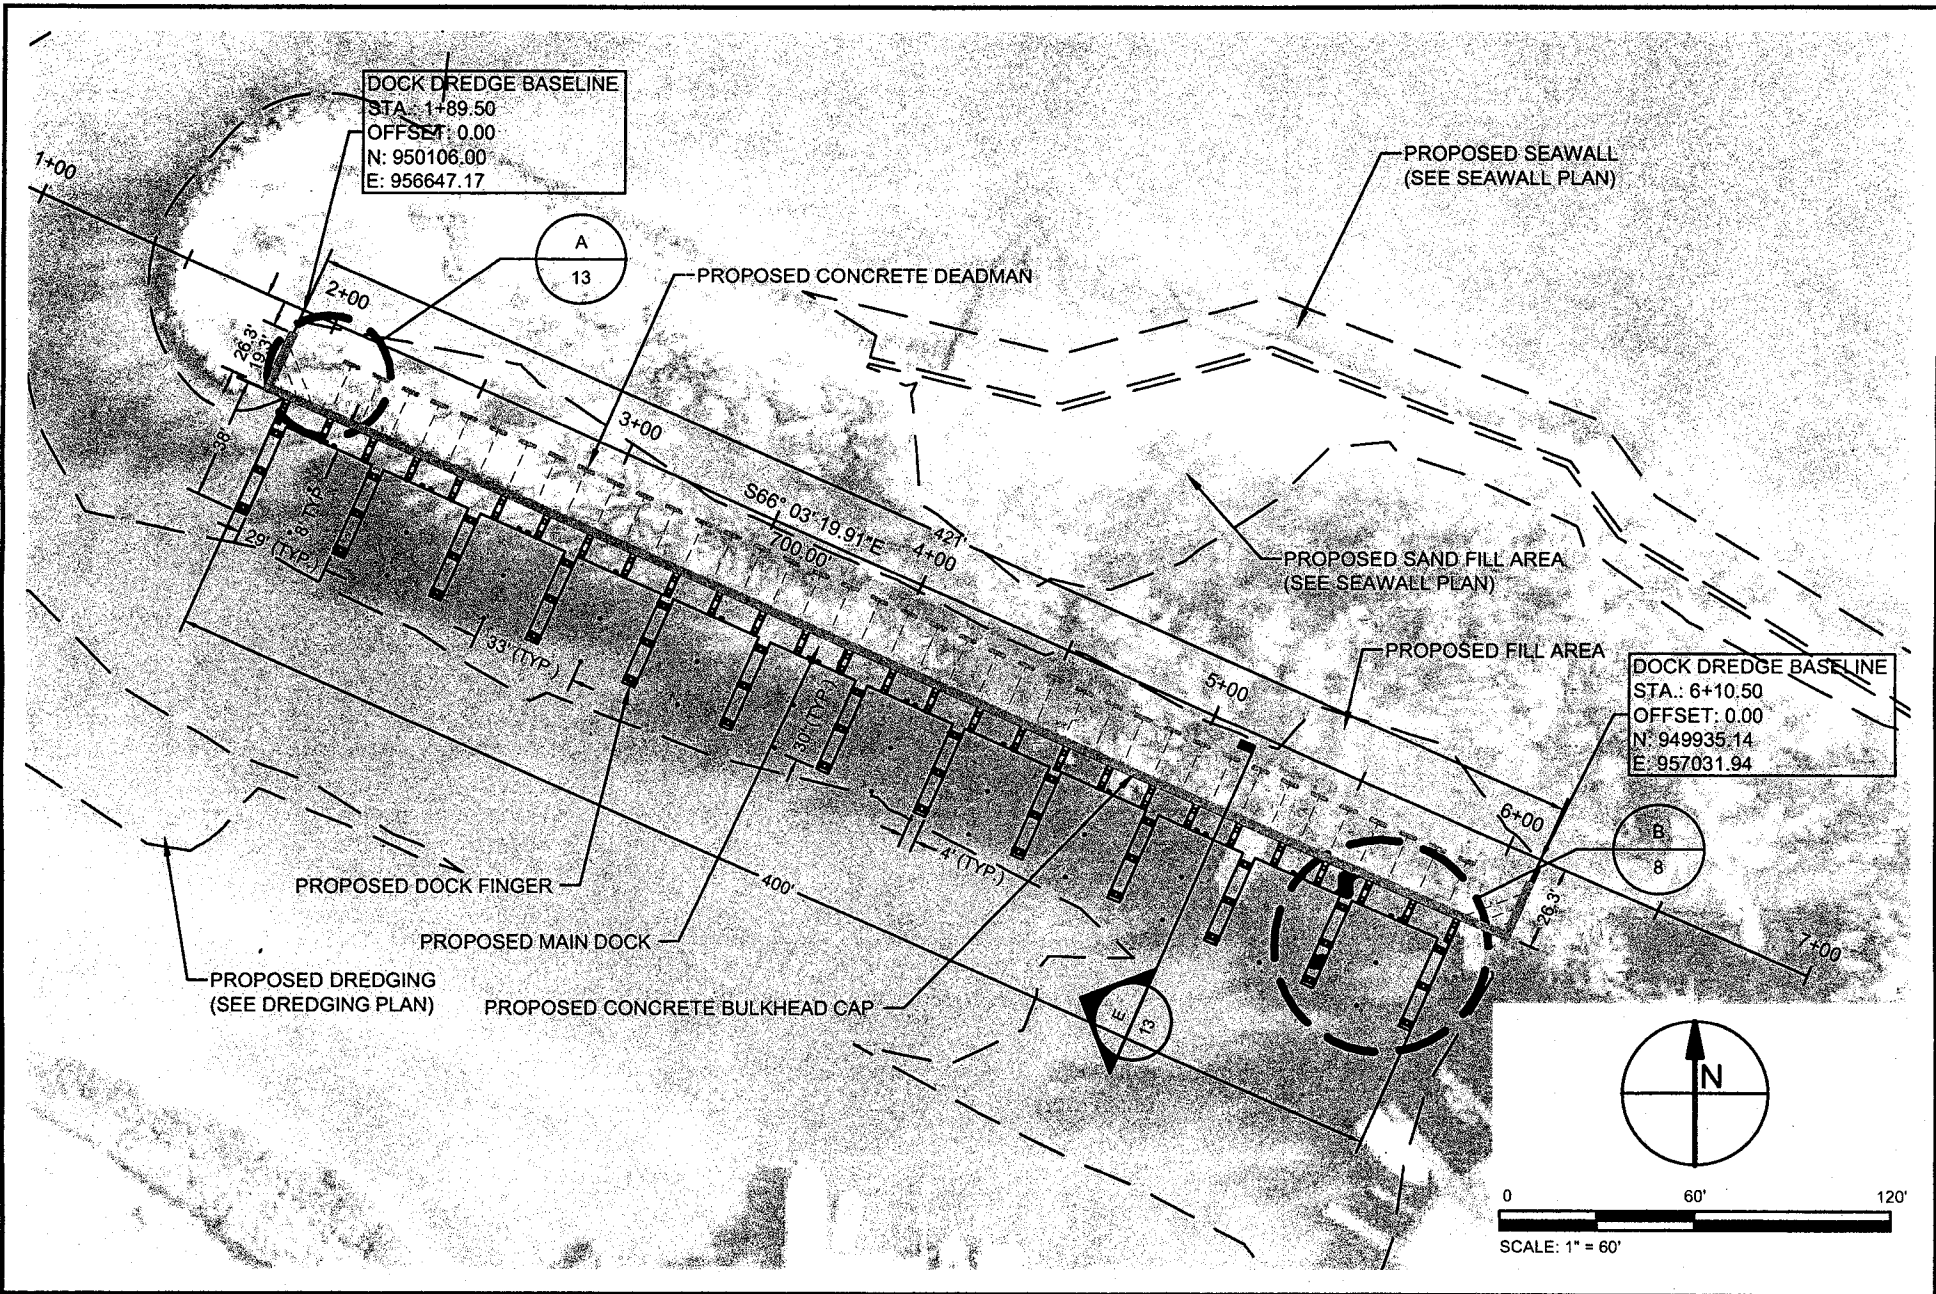 DOCK DREDGE BASELINE
STA.: 1+89.50
OFFSET: 0.00
N: 950106.00
E: 956647.17
1+00
A
13
PROPOSED SEAWALL
(SEE SEAWALL PLAN)
PROPOSED CONCRETE DEADMAN
2+00
26.3'
19.3'
3+00
38'
8' TYP.
29' (TYP.)
S66° 03' 19.91"E
700.00'
421'
4+00
PROPOSED SAND FILL AREA
(SEE SEAWALL PLAN)
33' (TYP.)
PROPOSED FILL AREA
DOCK DREDGE BASELINE
STA.: 6+10.50
OFFSET: 0.00
N: 949935.14
E: 957031.94
5+00
30' (TYP.)
6+00
B
8
4' (TYP.)
400'
26.3'
PROPOSED DOCK FINGER
PROPOSED MAIN DOCK
7+00
PROPOSED DREDGING
(SEE DREDGING PLAN)
PROPOSED CONCRETE BULKHEAD CAP
E
13
N
0 60' 120'
SCALE: 1" = 60'